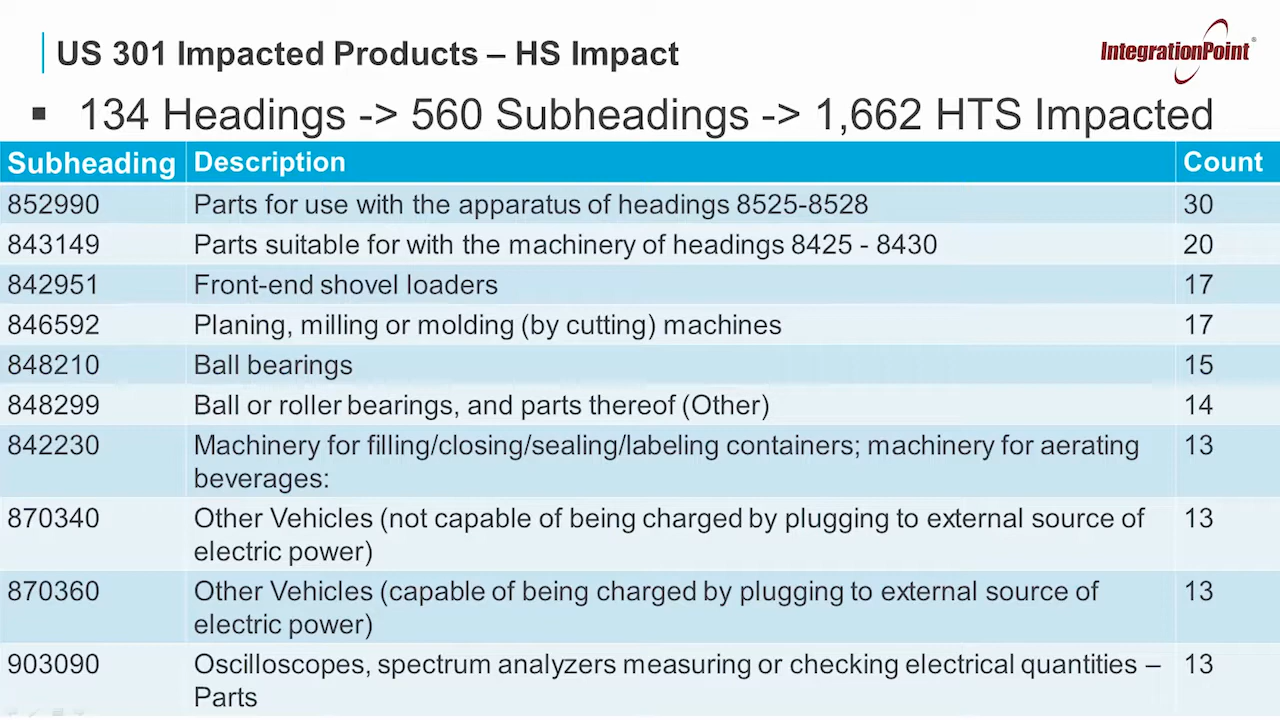 US 301 Impacted Products – HS Impact
IntegrationPoint®
▪ 134 Headings -> 560 Subheadings -> 1,662 HTS Impacted
Subheading Description Count
852990 Parts for use with the apparatus of headings 8525-8528 30
843149 Parts suitable for with the machinery of headings 8425 - 8430 20
842951 Front-end shovel loaders 17
846592 Planing, milling or molding (by cutting) machines 17
848210 Ball bearings 15
848299 Ball or roller bearings, and parts thereof (Other) 14
842230 Machinery for filling/closing/sealing/labeling containers; machinery for aerating 13
beverages:
870340 Other Vehicles (not capable of being charged by plugging to external source of 13
electric power)
870360 Other Vehicles (capable of being charged by plugging to external source of 13
electric power)
903090 Oscilloscopes, spectrum analyzers measuring or checking electrical quantities – 13
Parts